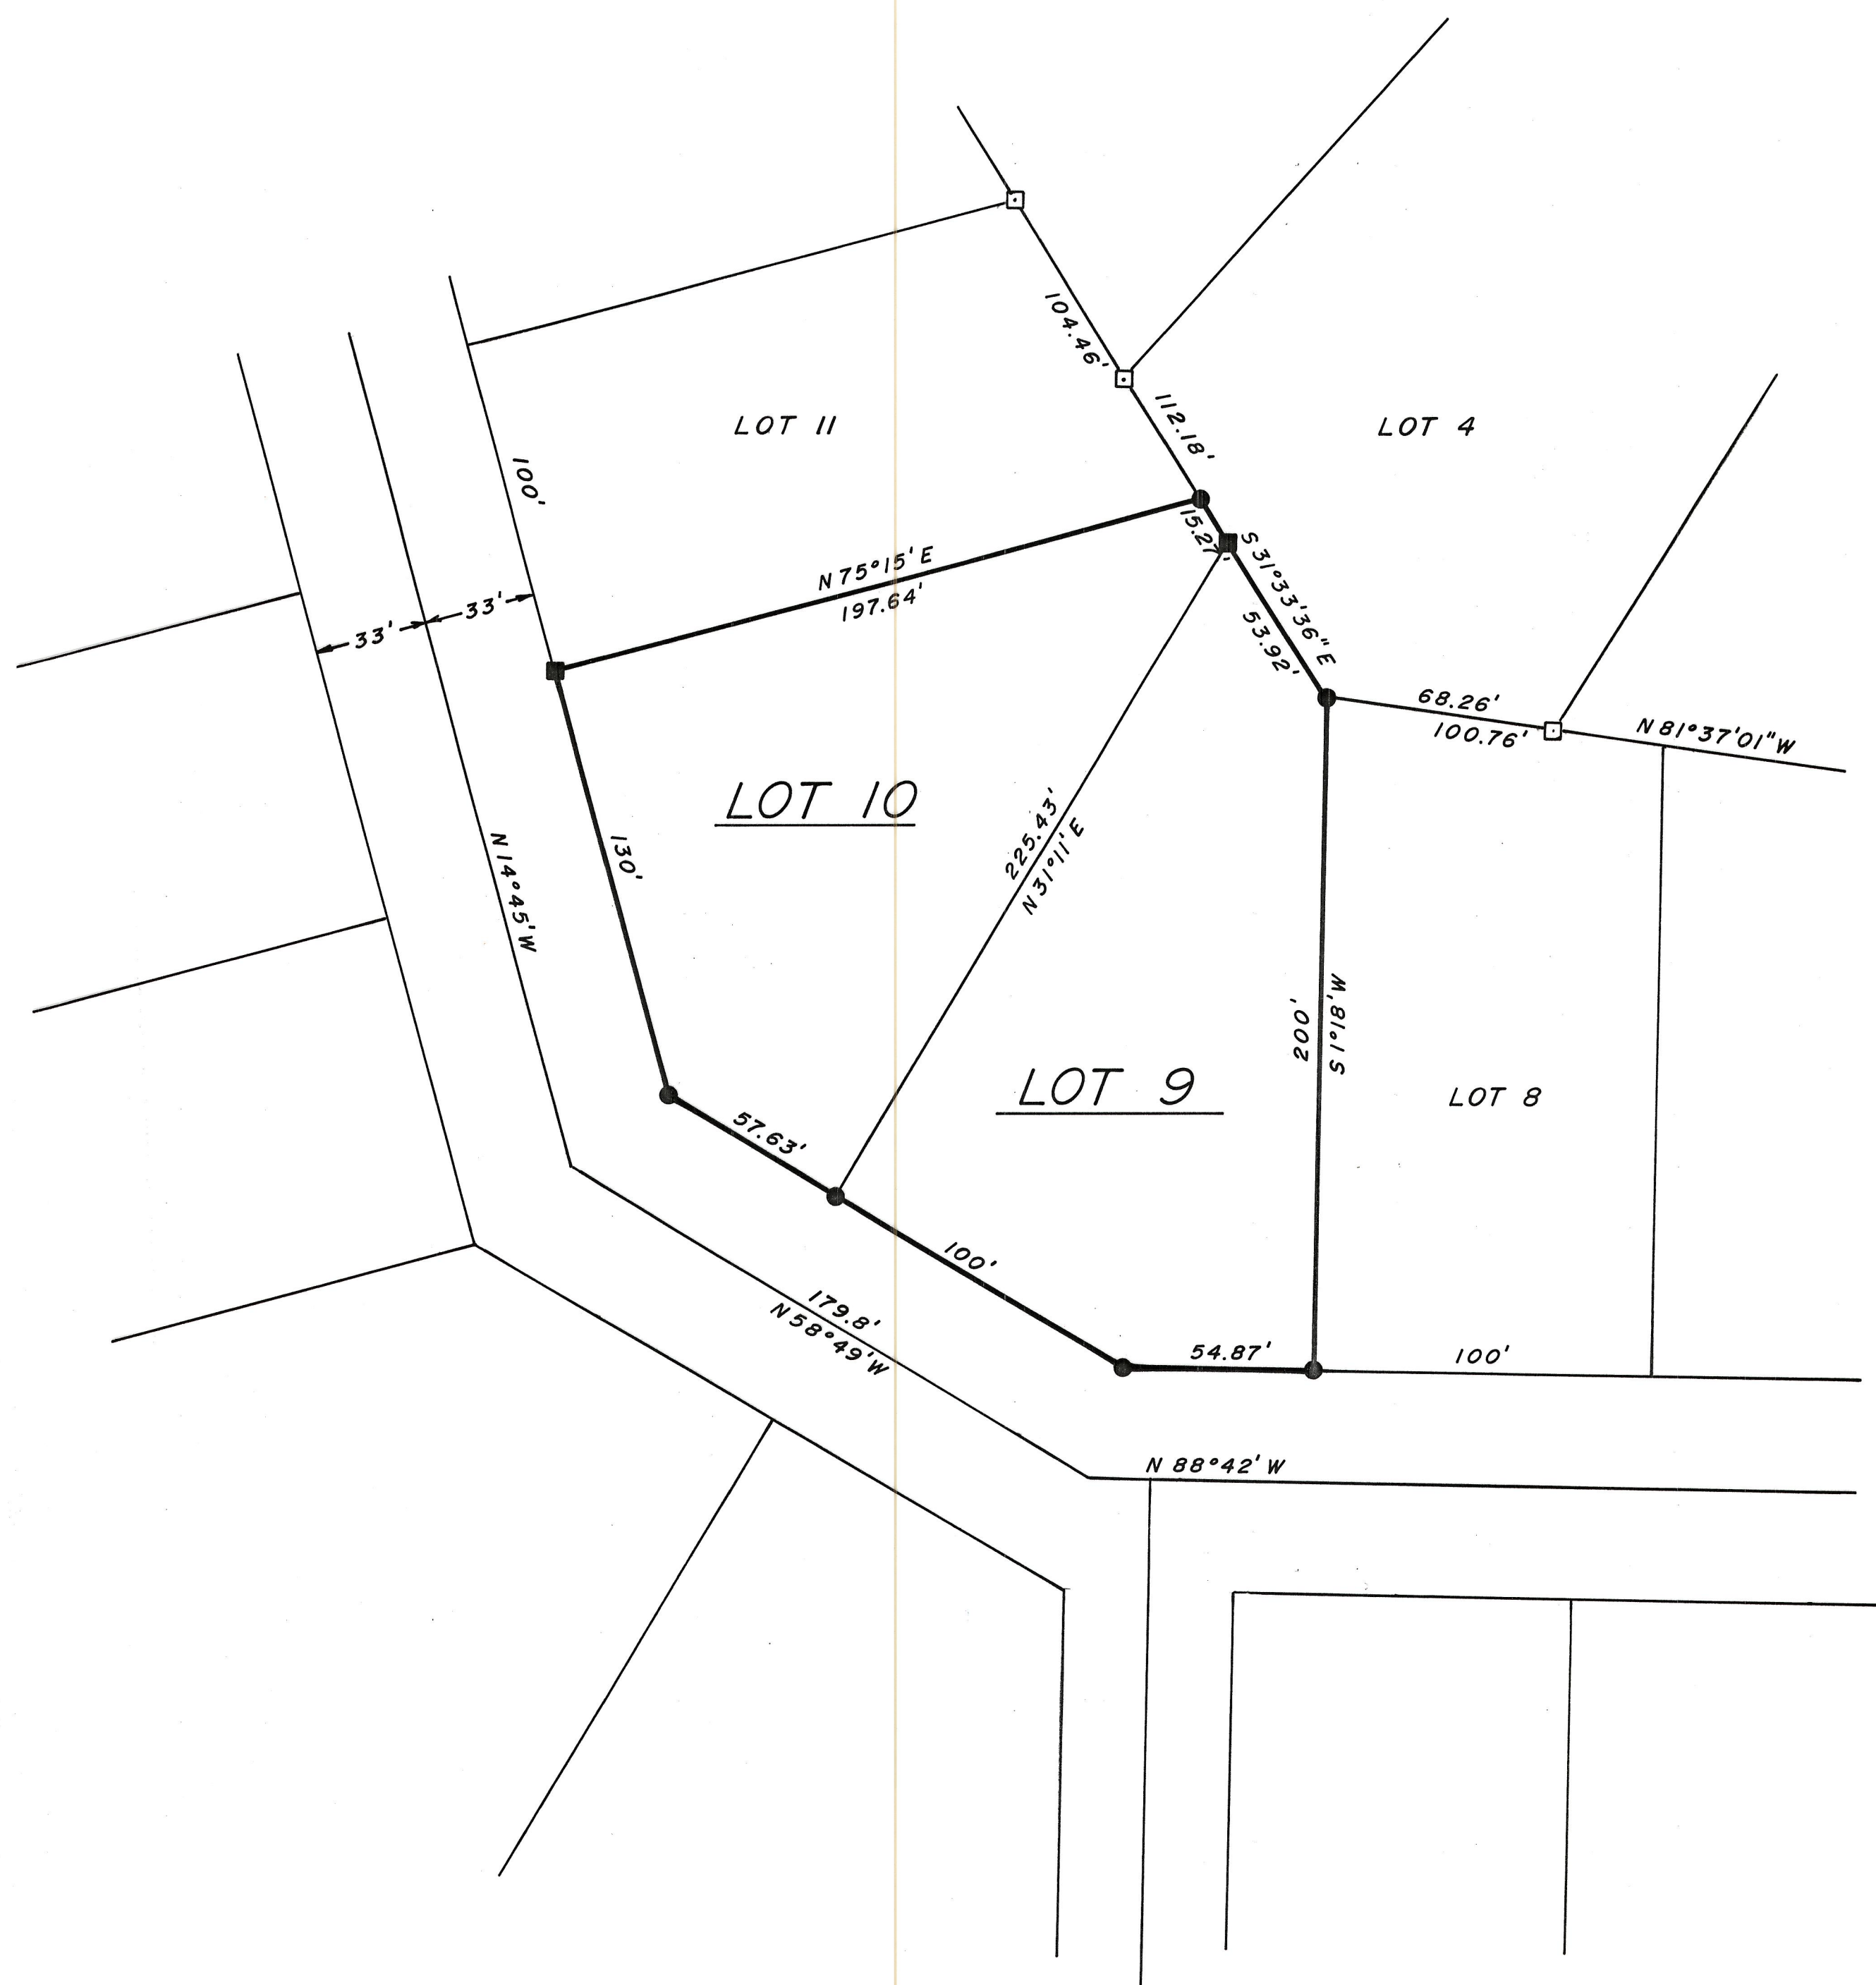 104.46'
112.18'
LOT 11
LOT 4
100'
15.27'
S 31°33'36" E
N 75°15' E
197.64'
33'
33'
53.92'
68.26'
100.76'
N 81°37'01" W
LOT 10
225.43'
N 31°11' E
130'
N 14°45' W
200'
S 1°18' W
LOT 9
LOT 8
57.63'
100'
179.8'
N 58°49' W
54.87'
100'
N 88°42' W